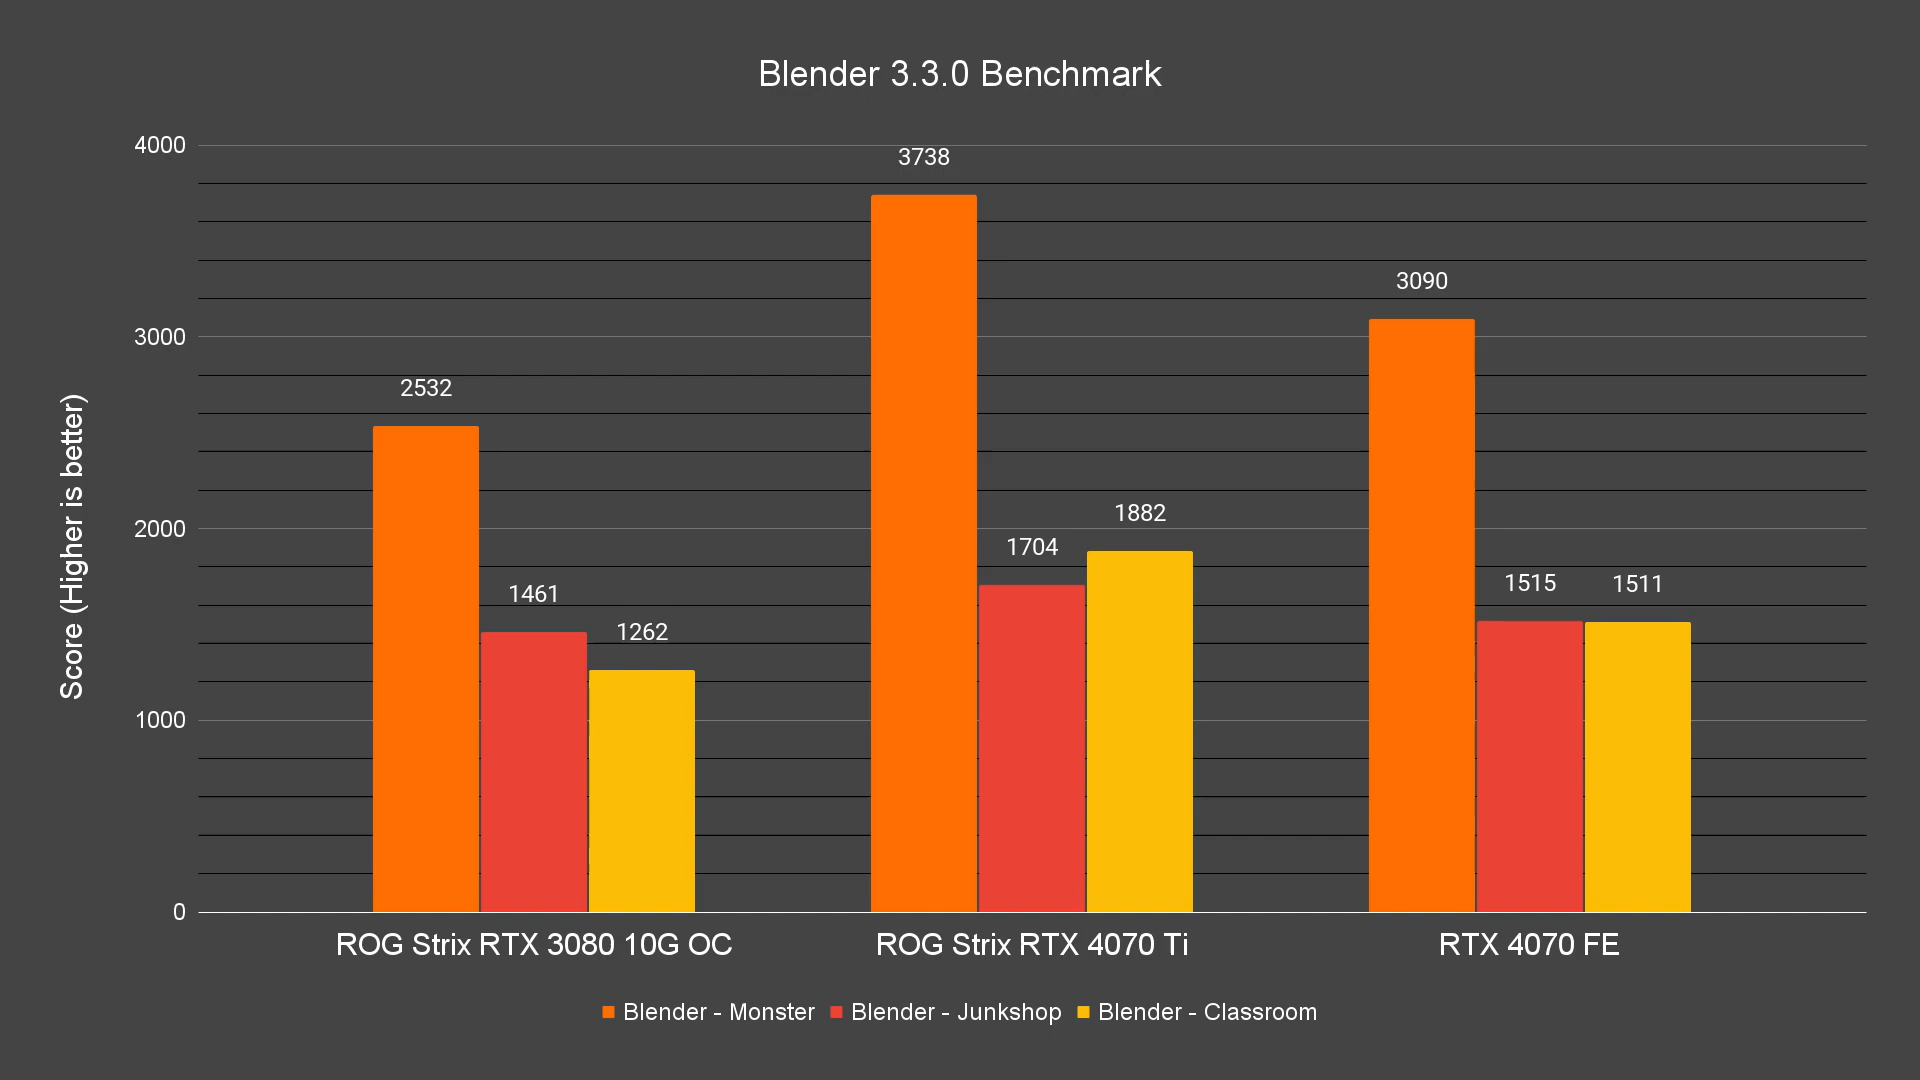 Blender 3.3.0 Benchmark
Score (Higher is better)
4000
3000
2000
1000
0
2532
1461
1262
3738
1704
1882
3090
1515
1511
ROG Strix RTX 3080 10G OC
ROG Strix RTX 4070 Ti
RTX 4070 FE
Blender - Monster
Blender - Junkshop
Blender - Classroom